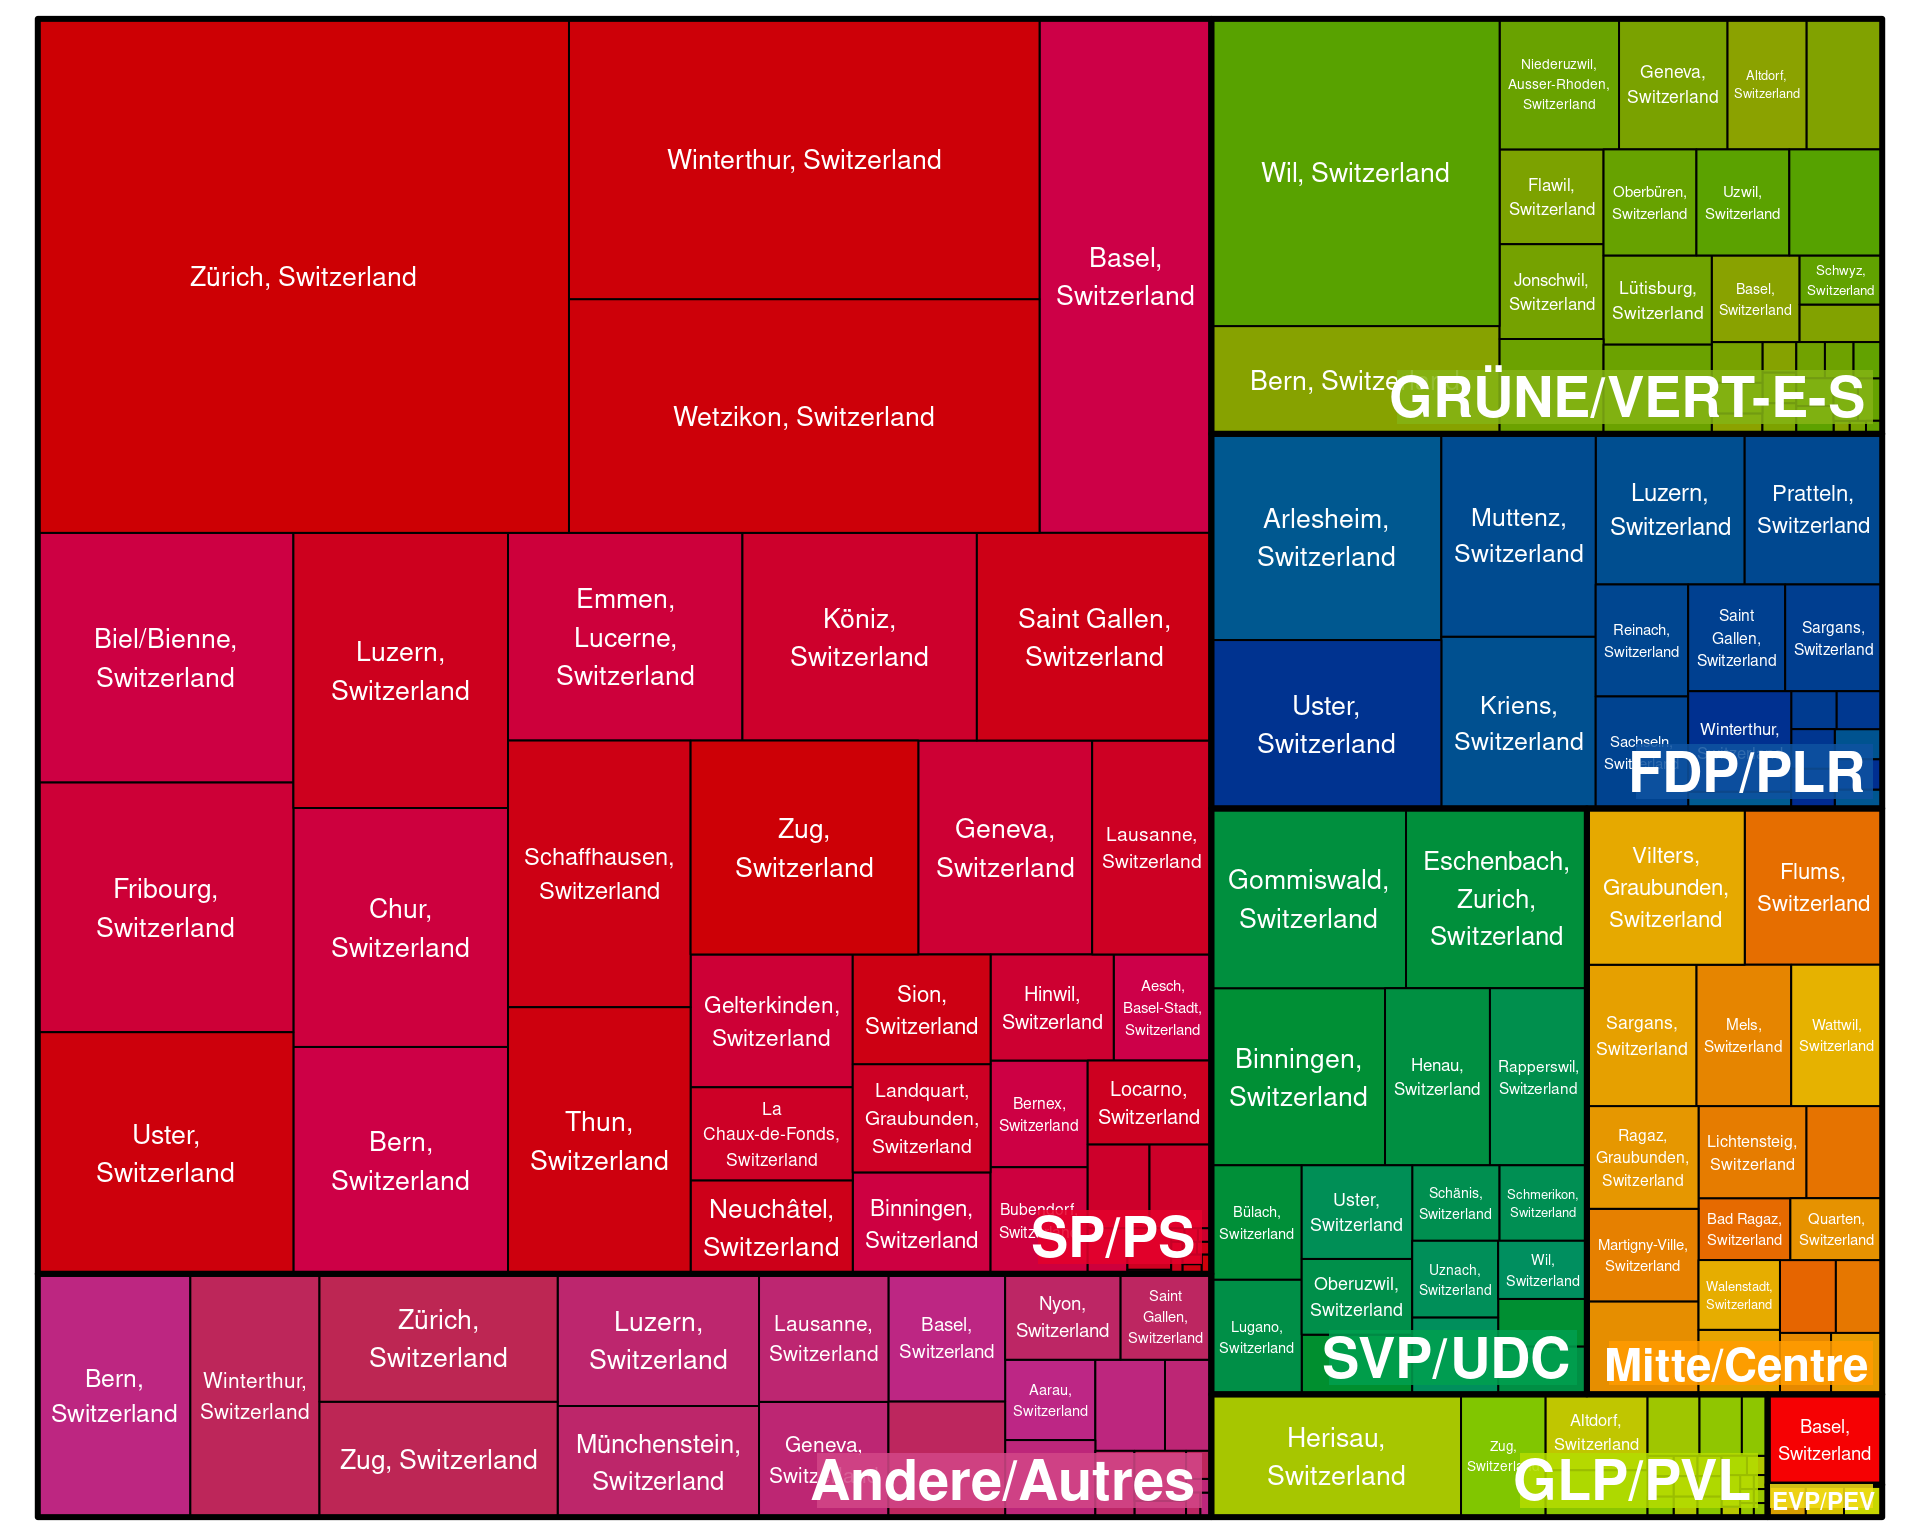 Zürich, Switzerland
Winterthur, Switzerland
Wetzikon, Switzerland
Basel,
Switzerland
Biel/Bienne,
Switzerland
Fribourg,
Switzerland
Uster,
Switzerland
Luzern,
Switzerland
Chur,
Switzerland
Bern,
Switzerland
Emmen,
Lucerne,
Switzerland
Köniz,
Switzerland
Saint Gallen,
Switzerland
Schaffhausen,
Switzerland
Thun,
Switzerland
Zug,
Switzerland
Geneva,
Switzerland
Lausanne,
Switzerland
Gelterkinden,
Switzerland
La
Chaux-de-Fonds,
Switzerland
Neuchâtel,
Switzerland
Sion,
Switzerland
Landquart,
Graubunden,
Switzerland
Binningen,
Switzerland
Hinwil,
Switzerland
Aesch,
Basel-Stadt,
Switzerland
Bernex,
Switzerland
Locarno,
Switzerland
Bubendorf,
Switzerland
SP/PS
Bern,
Switzerland
Winterthur,
Switzerland
Zürich,
Switzerland
Zug, Switzerland
Luzern,
Switzerland
Münchenstein,
Switzerland
Lausanne,
Switzerland
Geneva,
Switzerland
Basel,
Switzerland
Nyon,
Switzerland
Saint
Gallen,
Switzerland
Aarau,
Switzerland
Andere/Autres
Wil, Switzerland
Bern, Switzerland
Niederuzwil,
Ausser-Rhoden,
Switzerland
Geneva,
Switzerland
Altdorf,
Switzerland
Flawil,
Switzerland
Oberbüren,
Switzerland
Uzwil,
Switzerland
Jonschwil,
Switzerland
Lütisburg,
Switzerland
Basel,
Switzerland
Schwyz,
Switzerland
GRÜNE/VERT-E-S
Arlesheim,
Switzerland
Uster,
Switzerland
Muttenz,
Switzerland
Kriens,
Switzerland
Luzern,
Switzerland
Pratteln,
Switzerland
Reinach,
Switzerland
Saint
Gallen,
Switzerland
Sargans,
Switzerland
Sachseln,
Switzerland
Winterthur,
Switzerland
FDP/PLR
Gommiswald,
Switzerland
Eschenbach,
Zurich,
Switzerland
Binningen,
Switzerland
Henau,
Switzerland
Rapperswil,
Switzerland
Bülach,
Switzerland
Lugano,
Switzerland
Uster,
Switzerland
Oberuzwil,
Switzerland
Schänis,
Switzerland
Schmerikon,
Switzerland
Uznach,
Switzerland
Wil,
Switzerland
SVP/UDC
Vilters,
Graubunden,
Switzerland
Flums,
Switzerland
Sargans,
Switzerland
Mels,
Switzerland
Wattwil,
Switzerland
Ragaz,
Graubunden,
Switzerland
Lichtensteig,
Switzerland
Martigny-Ville,
Switzerland
Bad Ragaz,
Switzerland
Quarten,
Switzerland
Walenstadt,
Switzerland
Mitte/Centre
Herisau,
Switzerland
Zug,
Switzerland
Altdorf,
Switzerland
GLP/PVL
Basel,
Switzerland
EVP/PEV